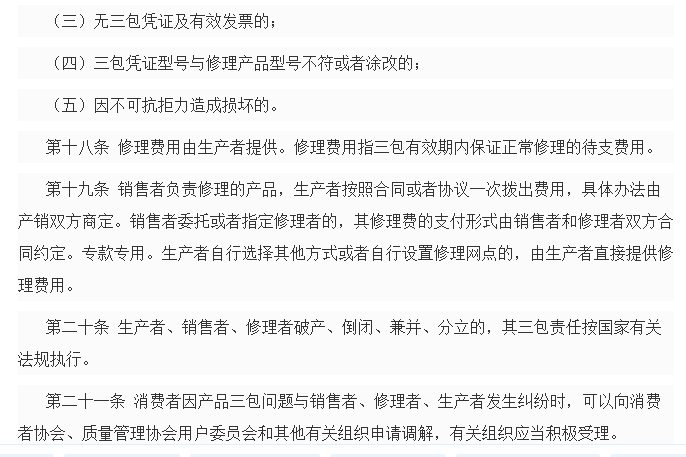 （三）无三包凭证及有效发票的；
（四）三包凭证型号与修理产品型号不符或者涂改的；
（五）因不可抗拒力造成损坏的。
第十八条 修理费用由生产者提供。修理费用指三包有效期内保证正常修理的待支费用。
第十九条 销售者负责修理的产品，生产者按照合同或者协议一次拨出费用，具体办法由
产销双方商定。销售者委托或者指定修理者的，其修理费的支付形式由销售者和修理者双方合
同约定。专款专用。生产者自行选择其他方式或者自行设置修理网点的，由生产者直接提供修
理费用。
第二十条 生产者、销售者、修理者破产、倒闭、兼并、分立的，其三包责任按国家有关
法规执行。
第二十一条 消费者因产品三包问题与销售者、修理者、生产者发生纠纷时，可以向消费
者协会、质量管理协会用户委员会和其他有关组织申请调解，有关组织应当积极受理。